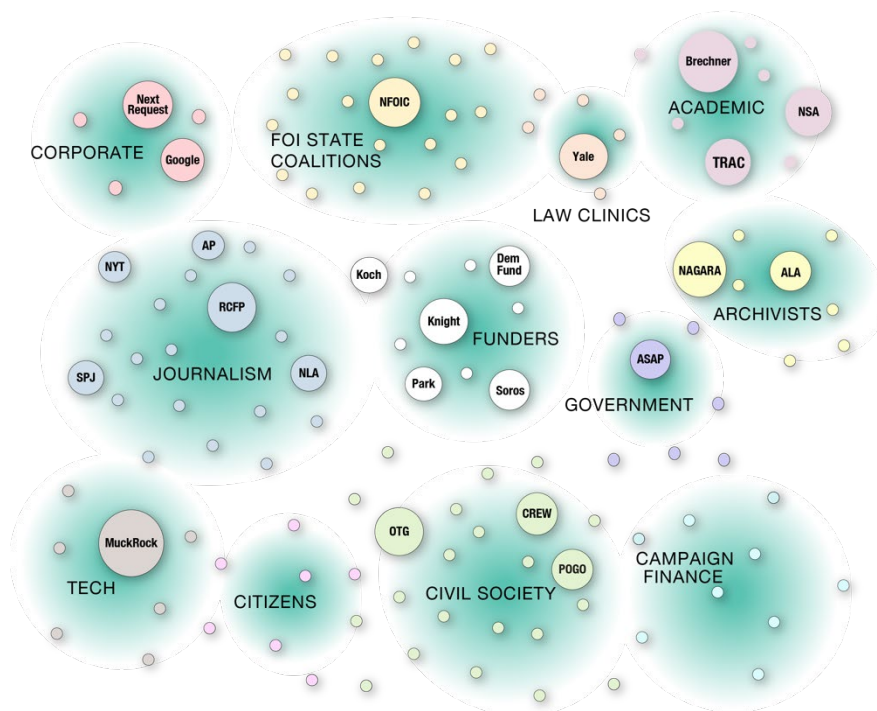 Next
Request
Google
CORPORATE
NFOIC
FOI STATE
COALITIONS
Yale
LAW CLINICS
Brechner
ACADEMIC
NSA
TRAC
NYT
AP
RCFP
SPJ
JOURNALISM
NLA
Koch
Dem
Fund
Knight
FUNDERS
Park
Soros
NAGARA
ALA
ARCHIVISTS
ASAP
GOVERNMENT
MuckRock
TECH
CITIZENS
OTG
CREW
POGO
CIVIL SOCIETY
CAMPAIGN
FINANCE